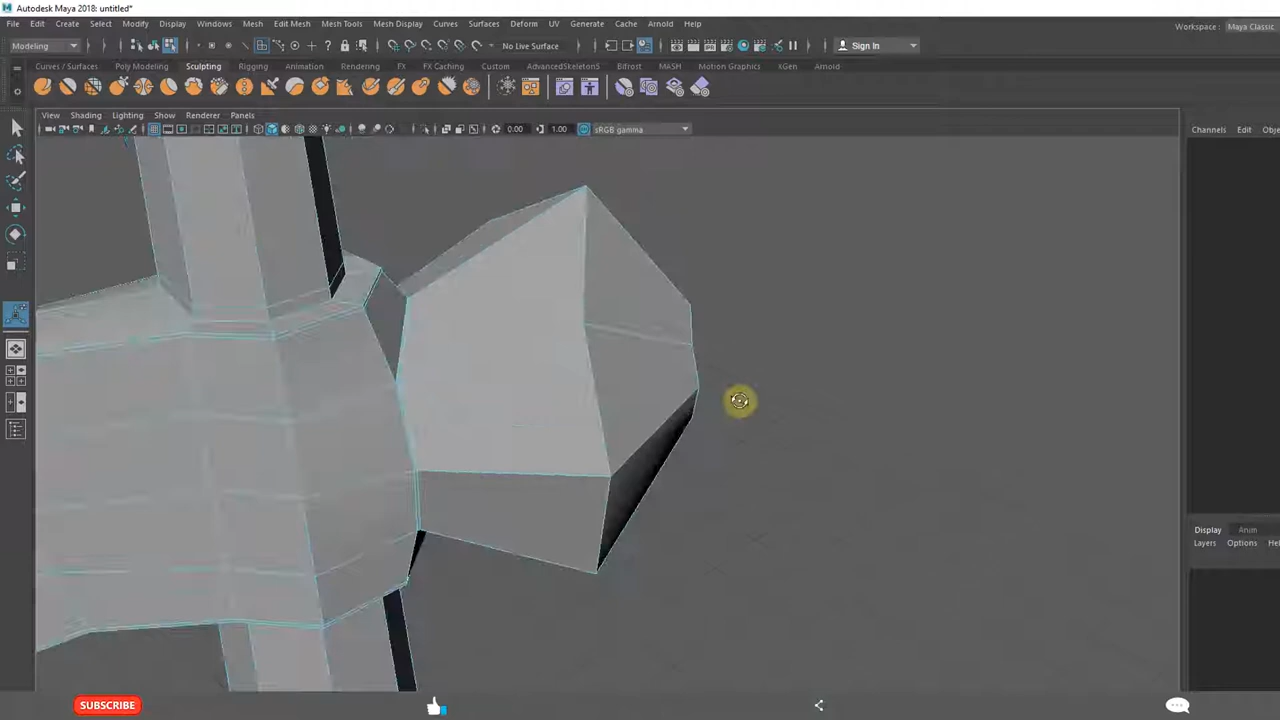 Autodesk Maya 2018: untitled*
File Edit Create Select Modify Display Windows Mesh Edit Mesh Mesh Tools Mesh Display Curves Surfaces Deform UV Generate Cache Arnold Help
Workspace: Maya Classic
Modeling No Live Surface Sign In
Curves / Surfaces Poly Modeling Sculpting Rigging Animation Rendering FX FX Caching Custom AdvancedSkeleton5 Bifrost MASH Motion Graphics XGen Arnold
View Shading Lighting Show Renderer Panels
0.00 1.00 sRGB gamma
Channels Edit
Display Anim
Layers Options
SUBSCRIBE